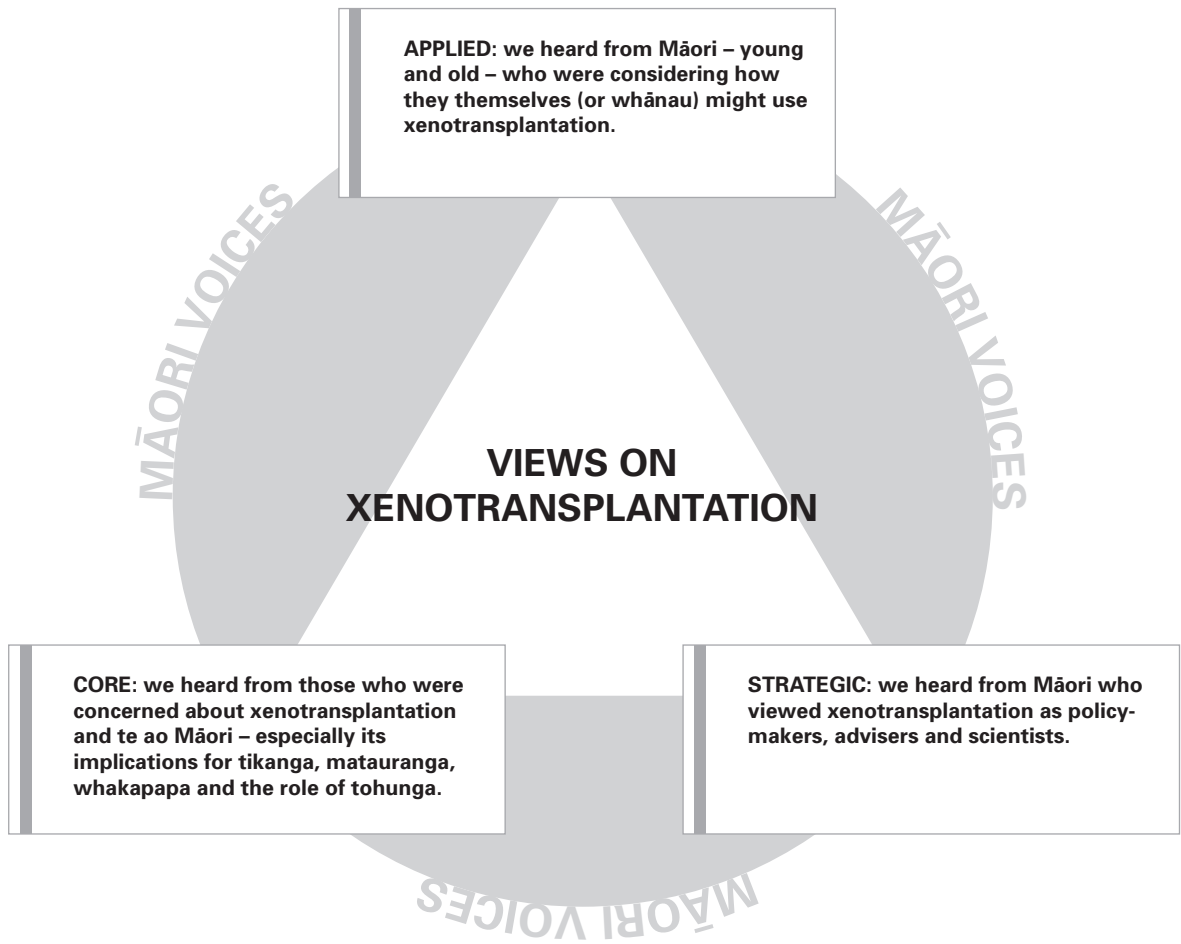 APPLIED: we heard from Māori – young
and old – who were considering how
they themselves (or whānau) might use
xenotransplantation.
MĀORI VOICES
MĀORI VOICES
VIEWS ON
XENOTRANSPLANTATION
CORE: we heard from those who were
concerned about xenotransplantation
and te ao Māori – especially its
implications for tikanga, matauranga,
whakapapa and the role of tohunga.
STRATEGIC: we heard from Māori who
viewed xenotransplantation as policy-
makers, advisers and scientists.
MĀORI VOICES